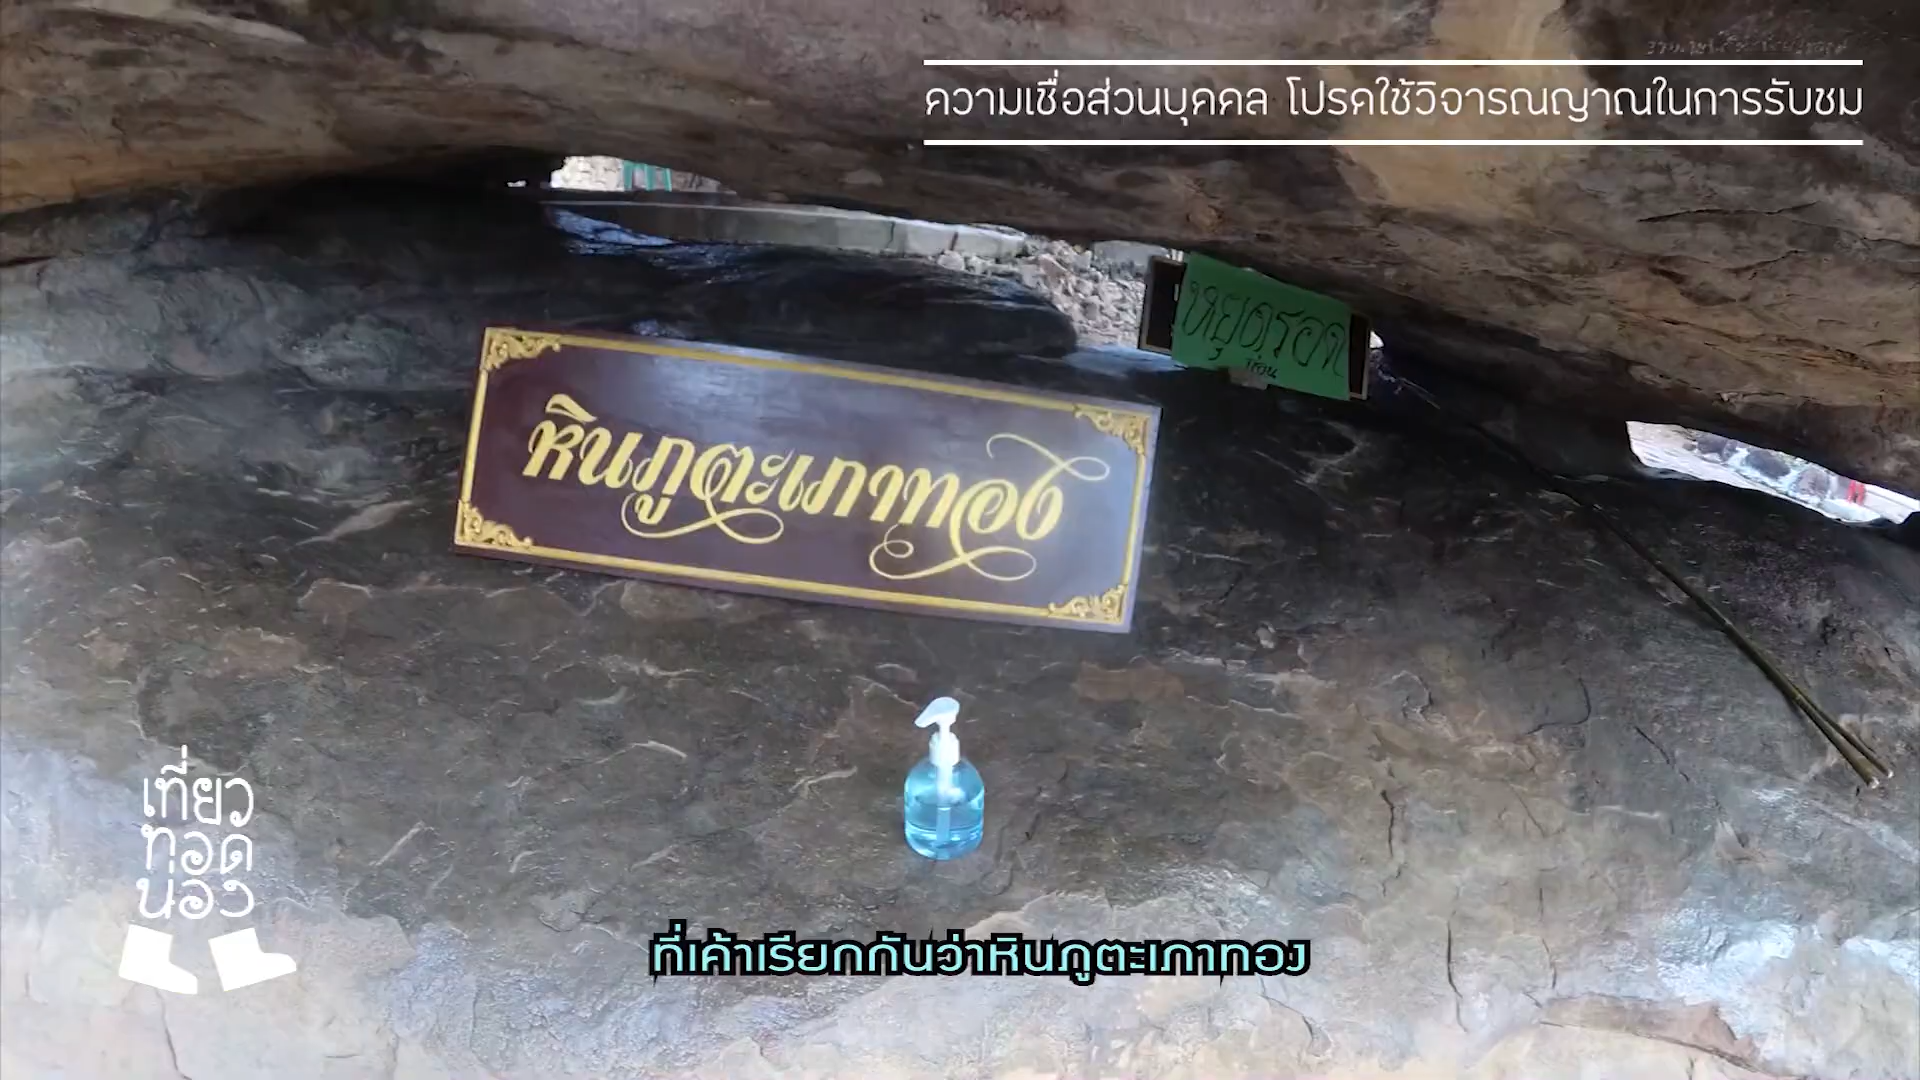 ความเชื่อส่วนบุคคล โปรดใช้วิจารณญาณในการรับชม
หยุดรอด
ก่อน
หินภูตะเภาทอง
เที่ยว
ทอด
น่อง
ที่เค้าเรียกกันว่าหินภูตะเภาทอง